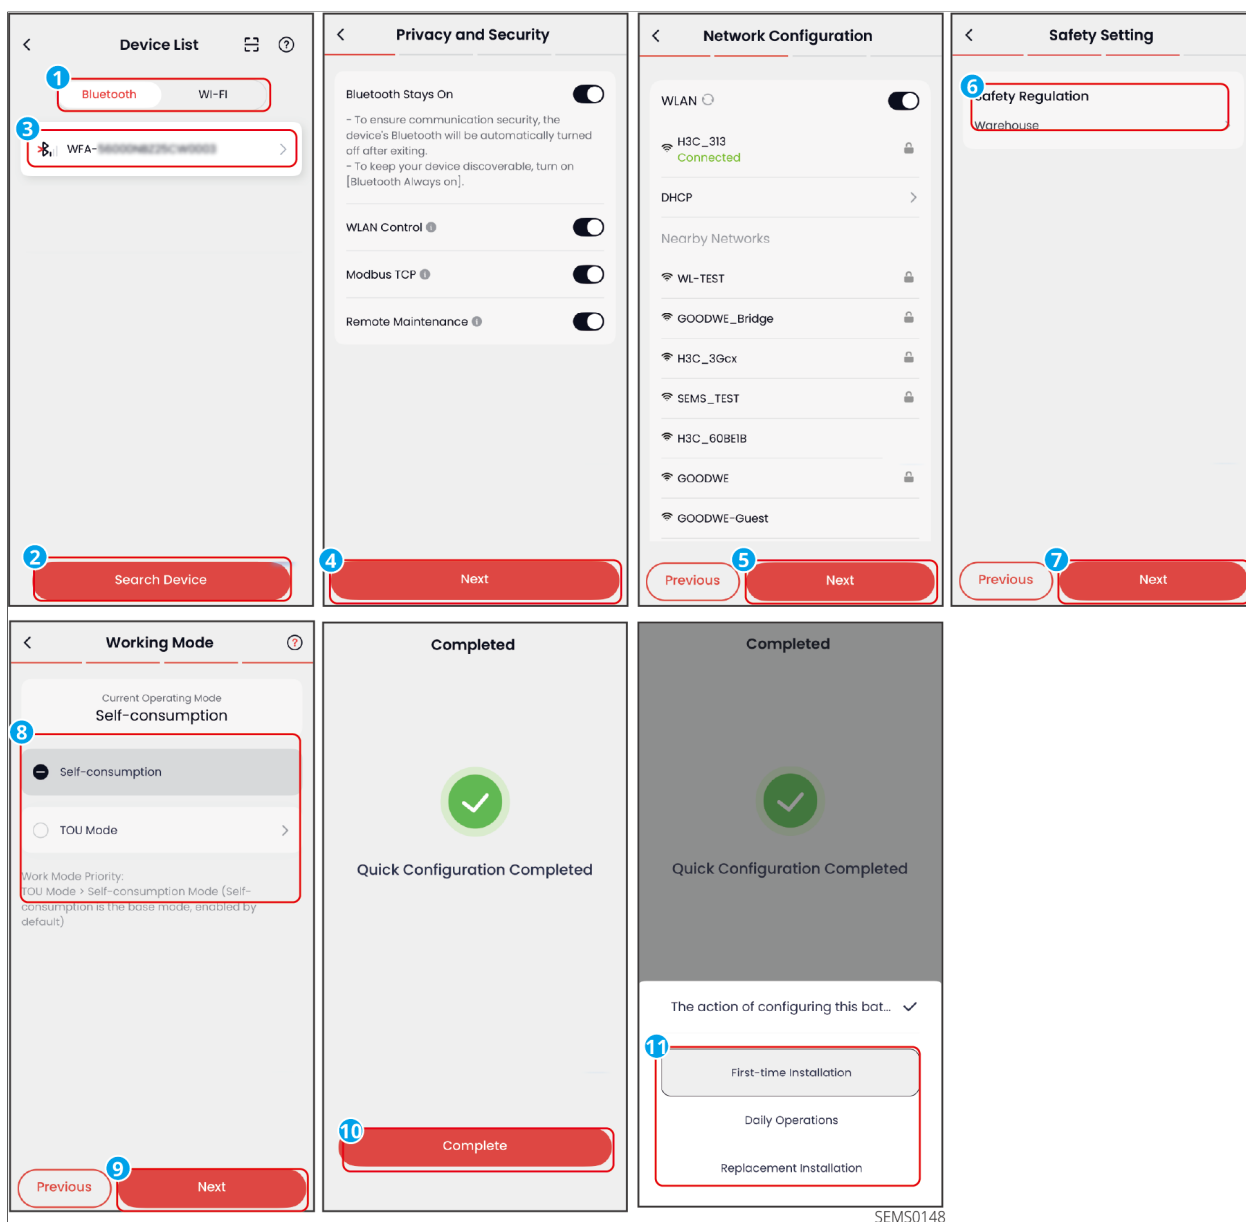 Device List
1
Bluetooth
WI-FI
3
WFA-
2
Search Device
Privacy and Security
Bluetooth Stays On
- To ensure communication security, the
device's Bluetooth will be automatically turned
off after exiting.
- To keep your device discoverable, turn on
[Bluetooth Always on].
WLAN Control
Modbus TCP
Remote Maintenance
4
Next
Network Configuration
WLAN
H3C_313
Connected
DHCP
Nearby Networks
WL-TEST
GOODWE_Bridge
H3C_3Gcx
SEMS_TEST
H3C_60BE1B
GOODWE
GOODWE-Guest
5
Previous
Next
Safety Setting
6
Safety Regulation
Warehouse
7
Previous
Next
Working Mode
Current Operating Mode
Self-consumption
8
Self-consumption
TOU Mode
Work Mode Priority:
TOU Mode > Self-consumption Mode (Self-
consumption is the base mode, enabled by
default)
9
Previous
Next
Completed
Quick Configuration Completed
10
Complete
Completed
Quick Configuration Completed
The action of configuring this bat...
11
First-time Installation
Daily Operations
Replacement Installation
SEMS0148